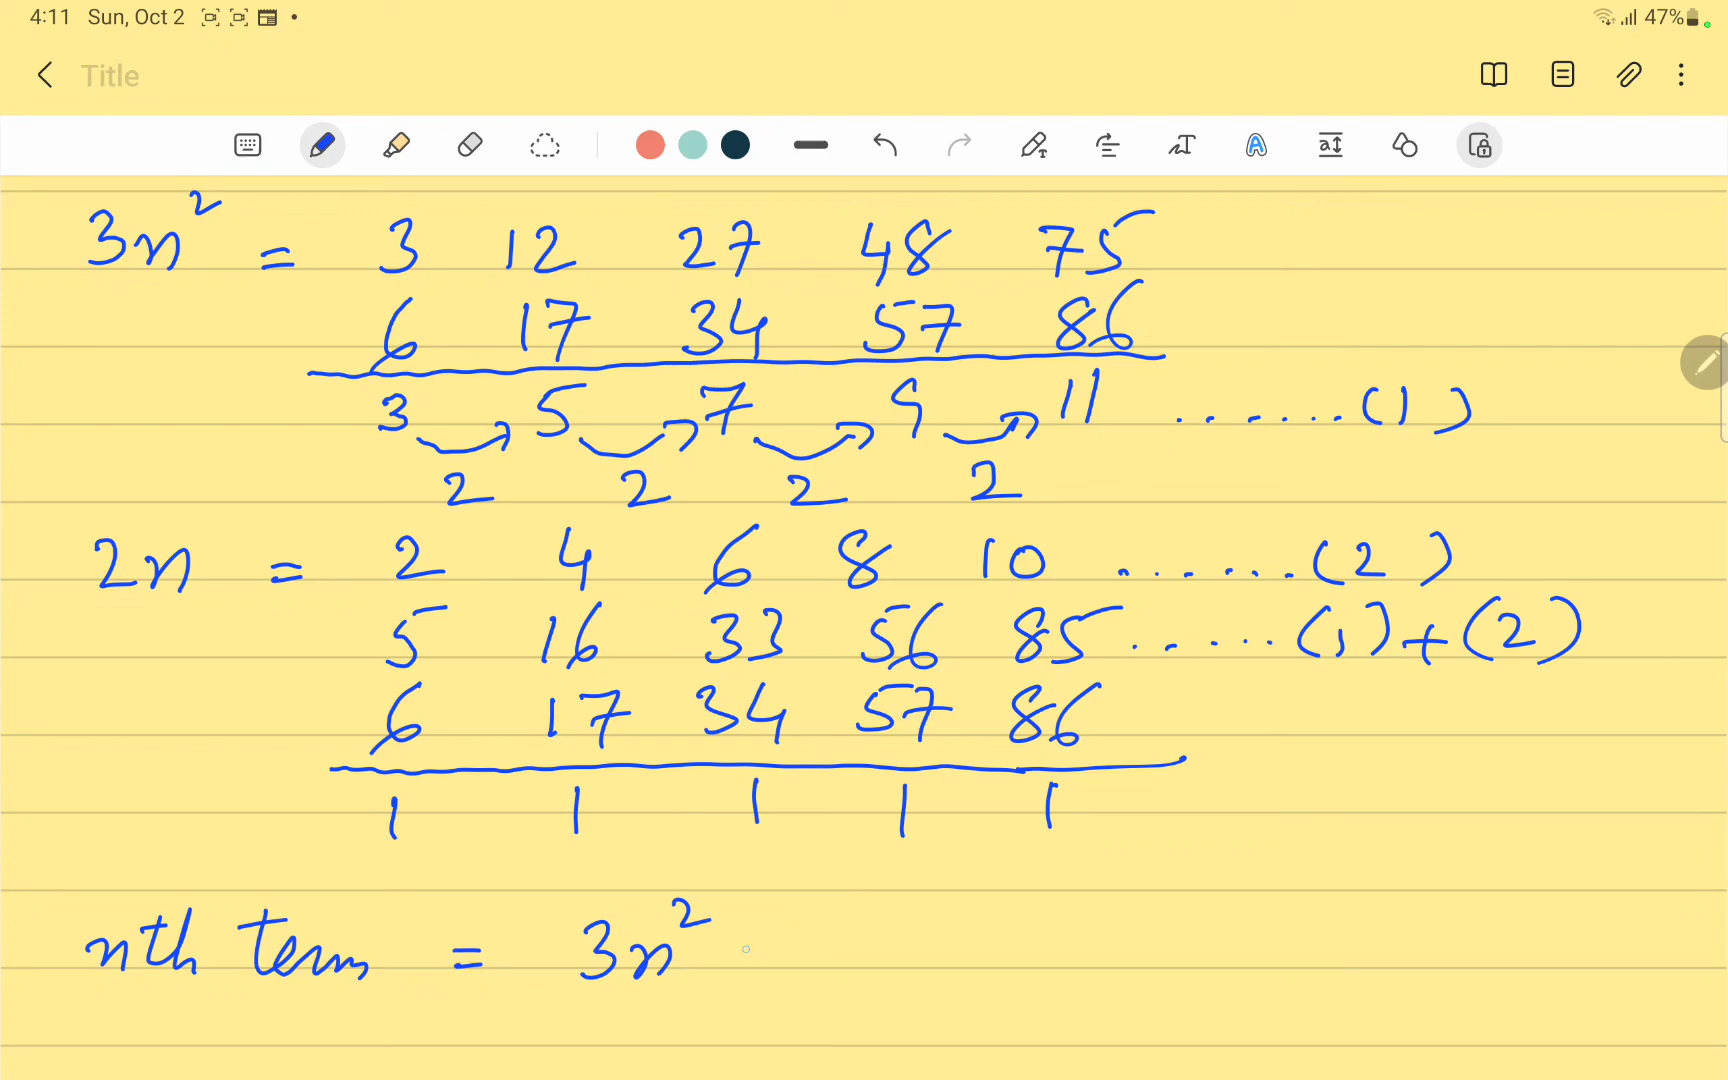 4:11 Sun, Oct 2 47%
Title
3n² = 3 12 27 48 75
6 17 34 57 86
3 5 7 9 11 .......(1)
2 2 2 2
2n = 2 4 6 8 10 .......(2)
5 16 33 56 85 ......(1)+(2)
6 17 34 57 86
1 1 1 1 1
nth term = 3n²